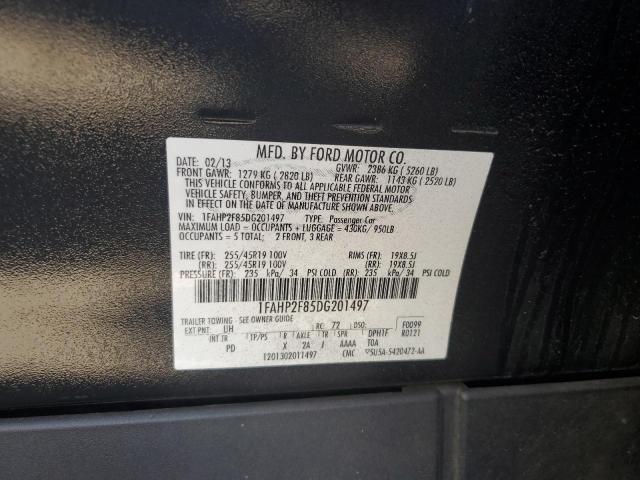 MFD. BY FORD MOTOR CO.
DATE: 02/13 GVWR: 2386 KG ( 5260 LB)
FRONT GAWR: 1279 KG ( 2820 LB) REAR GAWR: 1143 KG ( 2520 LB)
THIS VEHICLE CONFORMS TO ALL APPLICABLE FEDERAL MOTOR
VEHICLE SAFETY, BUMPER, AND THEFT PREVENTION STANDARDS IN EFFECT ON THE
DATE OF MANUFACTURE SHOWN ABOVE.
VIN: 1FAHP2F85DG201497 TYPE: Passenger Car
MAXIMUM LOAD = OCCUPANTS + LUGGAGE = 430KG/ 950LB
OCCUPANTS = 5 TOTAL: 2 FRONT, 3 REAR
TIRE (FR): 255/45R19 100V RIMS (FR): 19X8.5J
(RR): 255/45R19 100V (RR): 19X8.5J
PRESSURE (FR): 235 kPa/ 34 PSI COLD (RR): 235 kPa/ 34 PSI COLD
1FAHP2F85DG201497
TRAILER TOWING - SEE OWNER GUIDE
EXT PNT: UH RC: 72 DSO: F0099
INT TR R AXLE TR SPR DPH1F R0121
PD X 2A J AAAA TOA
1201302011497 CMC 5U5A-5420472-AA